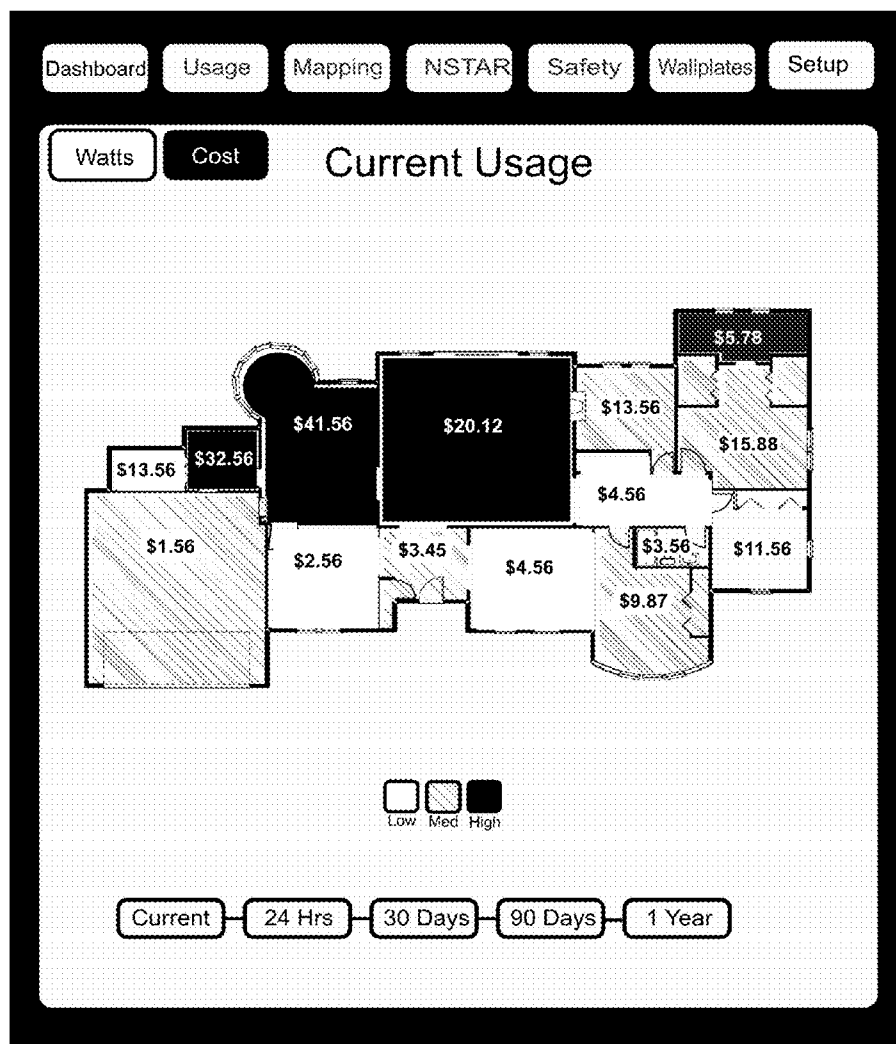 Dashboard Usage Mapping NSTAR Safety Wallplates Setup
Watts Cost Current Usage
$5.78
$41.56 $20.12 $13.56
$15.88
$13.56 $32.56
$4.56
$1.56 $2.56 $3.45 $4.56 $3.56 $11.56
$9.87
Low Med High
Current 24 Hrs 30 Days 90 Days 1 Year